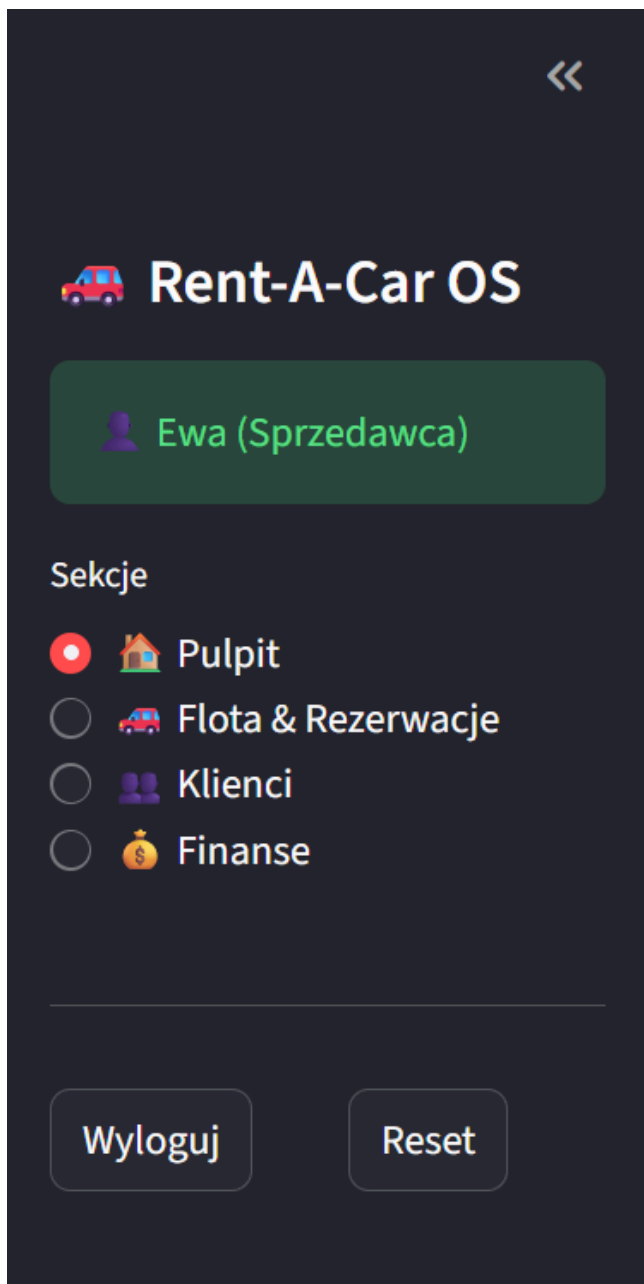 Rent-A-Car OS
Ewa (Sprzedawca)
Sekcje
Pulpit
Flota & Rezerwacje
Klienci
Finanse
Wyloguj
Reset